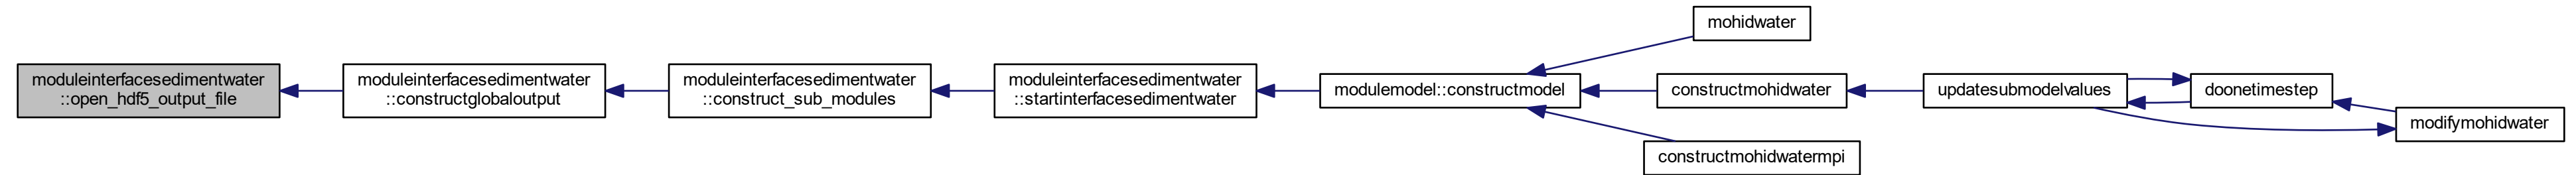 moduleinterfacesedimentwater
::open_hdf5_output_file
moduleinterfacesedimentwater
::constructglobaloutput
moduleinterfacesedimentwater
::construct_sub_modules
moduleinterfacesedimentwater
::startinterfacesedimentwater
modulemodel::constructmodel
mohidwater
constructmohidwater
constructmohidwatermpi
updatesubmodelvalues
doonetimestep
modifymohidwater